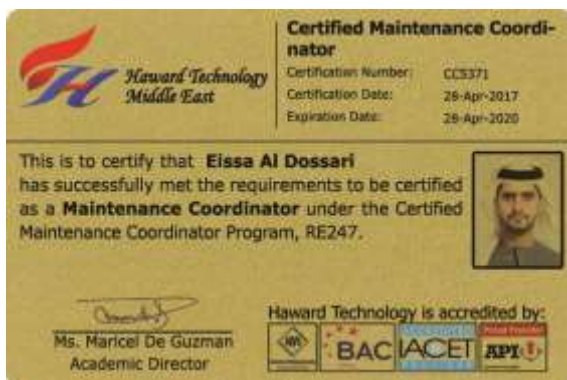 Haward Technology
Middle East
Certified Maintenance Coordi-
nator
Certification Number: CCS371
Certification Date: 26-Apr-2017
Expiration Date: 26-Apr-2020
This is to certify that Eissa Al Dossari
has successfully met the requirements to be certified
as a Maintenance Coordinator under the Certified
Maintenance Coordinator Program, RE247.
Ms. Maricel De Guzman
Academic Director
Haward Technology is accredited by:
BAC
IACET
API